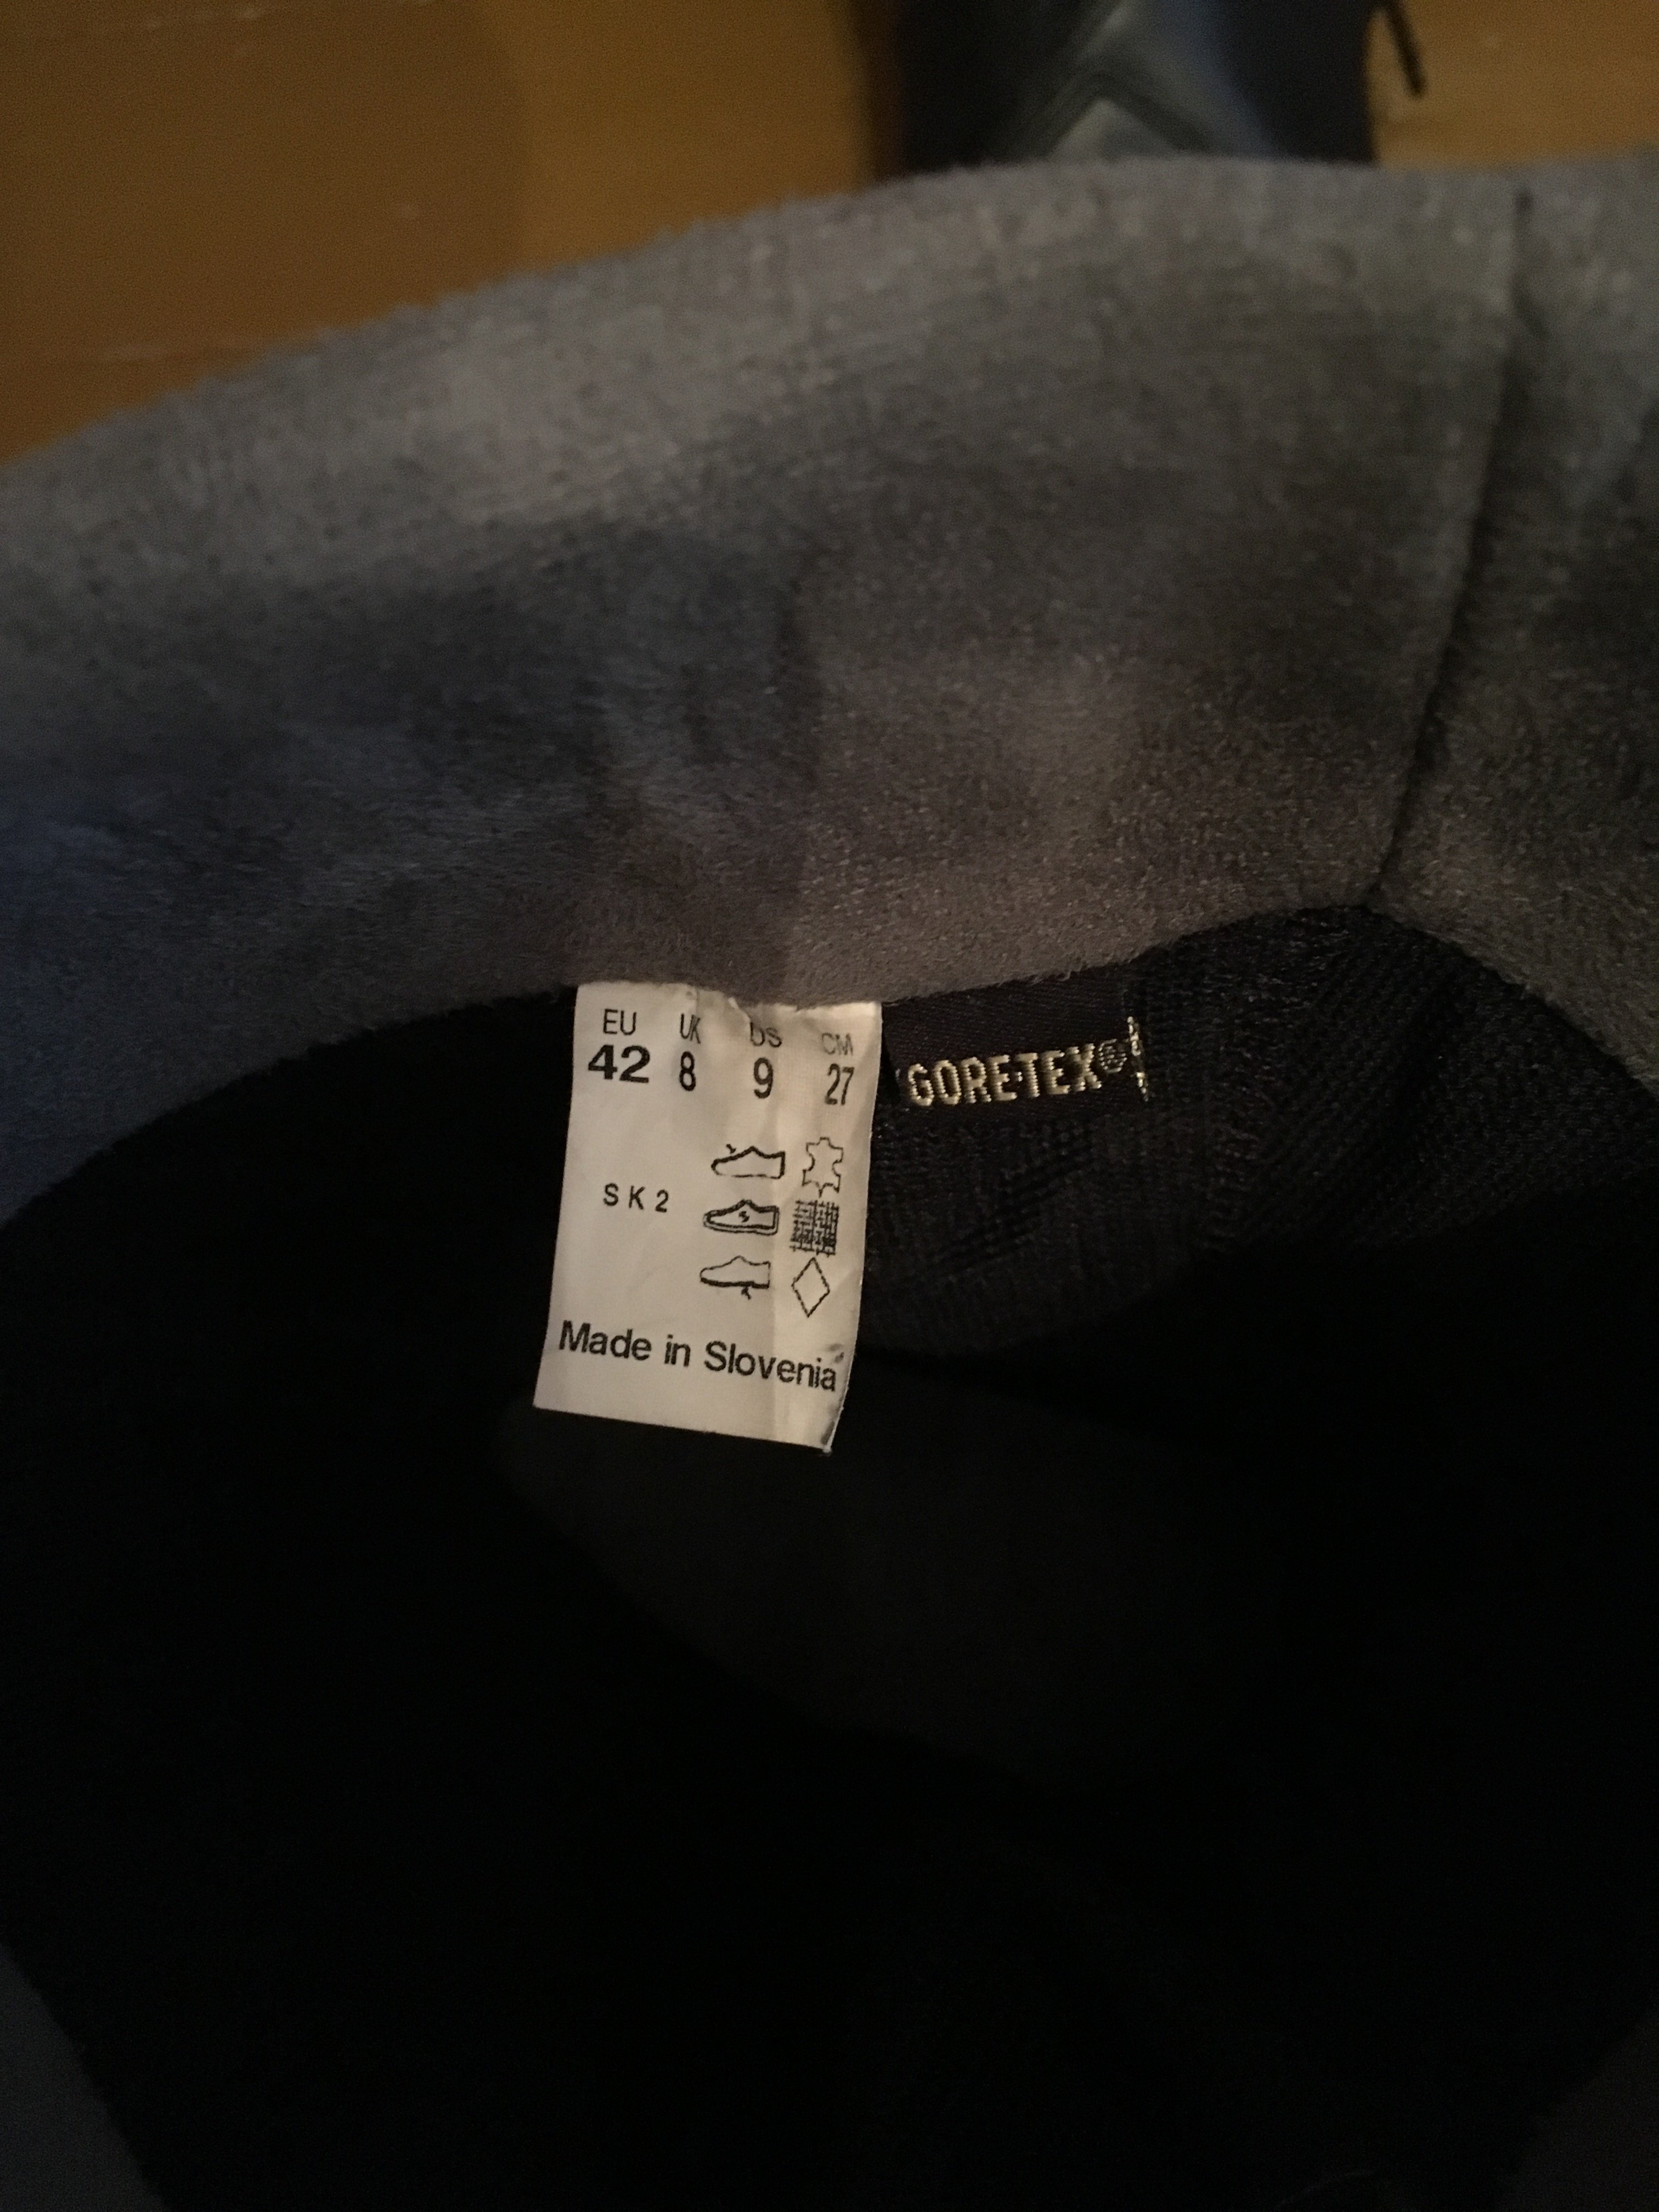 EU UK US CM
42 8 9 27
GORE-TEX®
SK2
Made in Slovenia